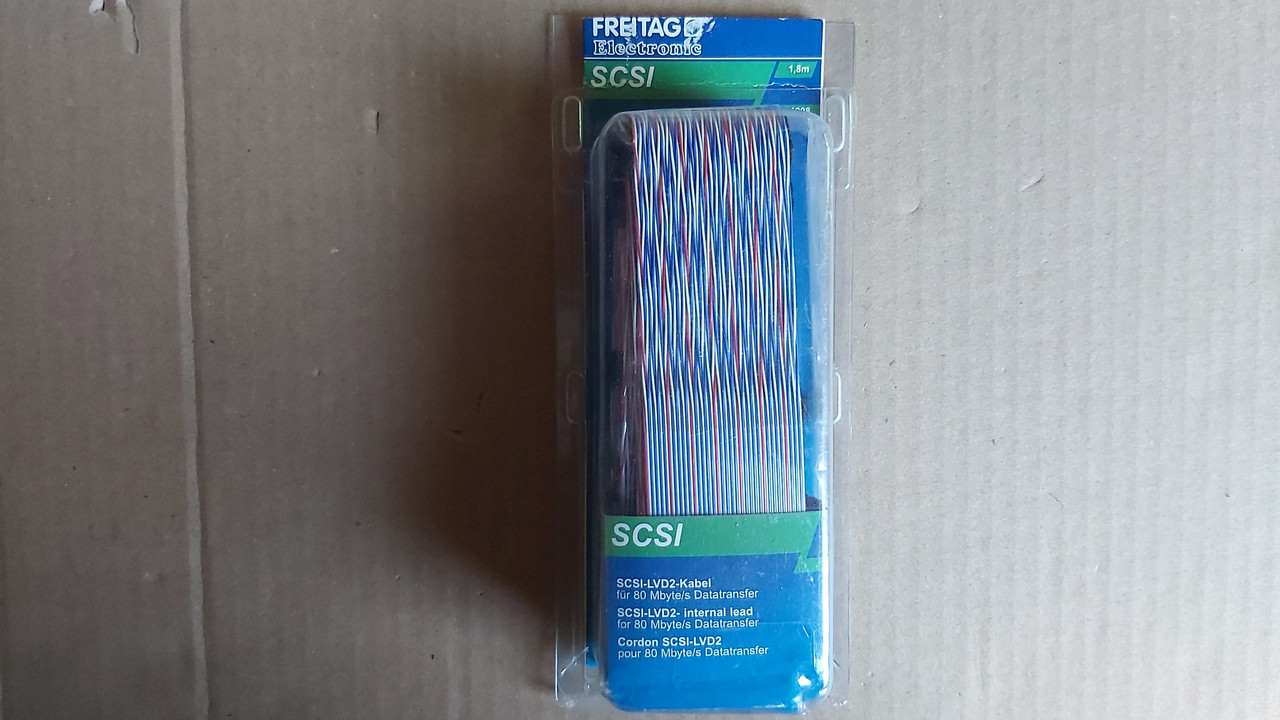 FREITAG
Electronic
SCSI
1,8m
SCSI
SCSI-LVD2-Kabel
für 80 Mbyte/s Datatransfer
SCSI-LVD2- internal lead
for 80 Mbyte/s Datatransfer
Cordon SCSI-LVD2
pour 80 Mbyte/s Datatransfer